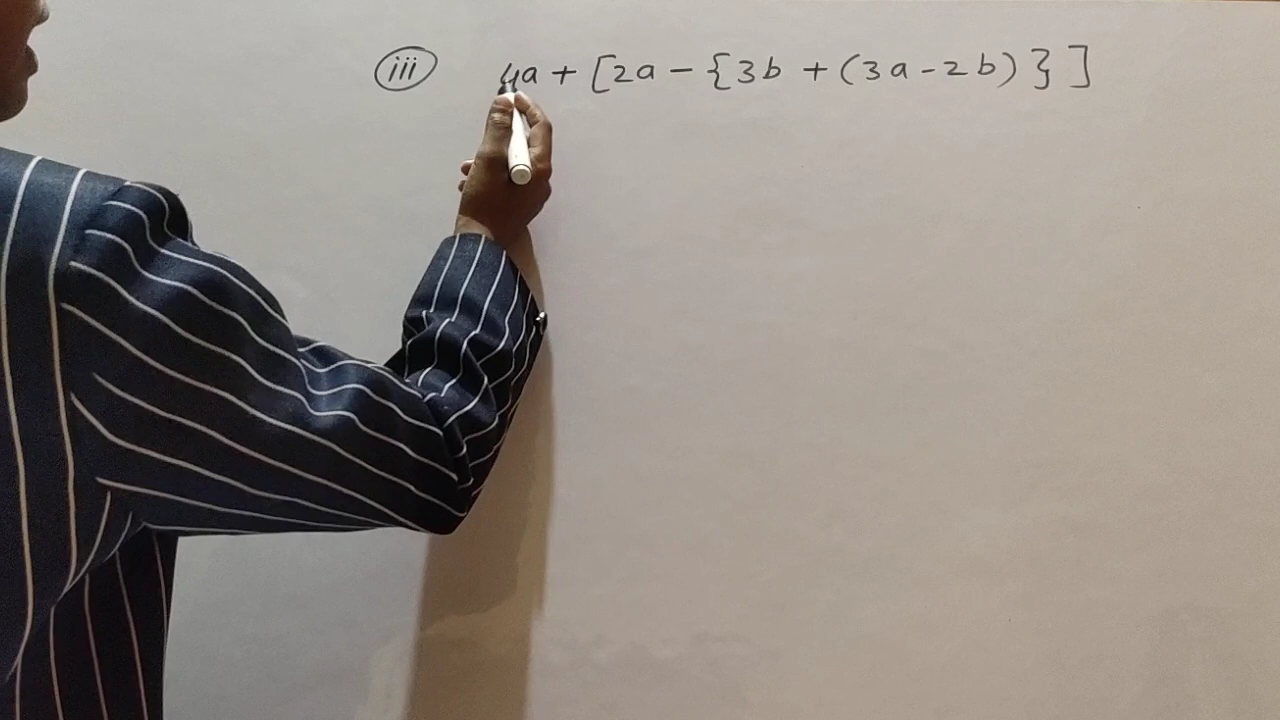 iii 4a + [2a - {3b + (3a - 2b)}]